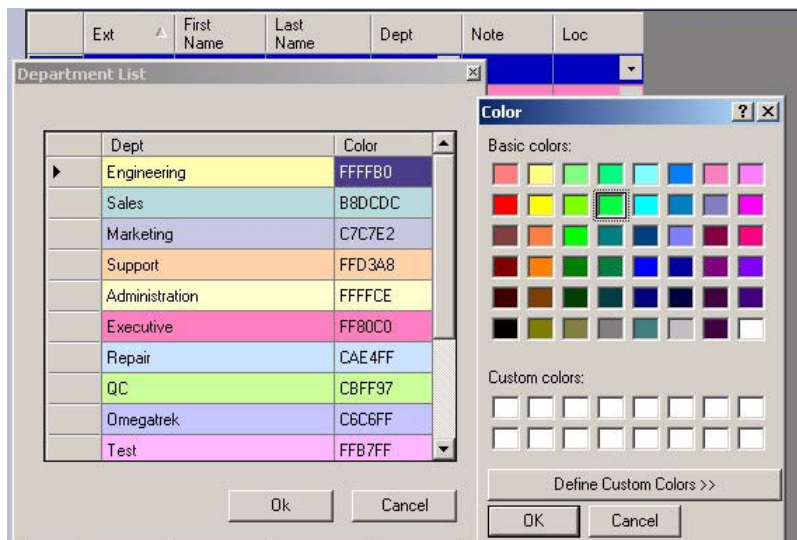 Ext First Name Last Name Dept Note Loc
Department List
Color
Basic colors:
Dept Color
Engineering FFFFB0
Sales B8DCDC
Marketing C7C7E2
Support FFD3A8
Administration FFFFCE
Executive FF80C0
Repair CAE4FF
QC CBFF97
Omegatrek C6C6FF
Test FFB7FF
Custom colors:
Define Custom Colors >>
Ok Cancel
OK Cancel